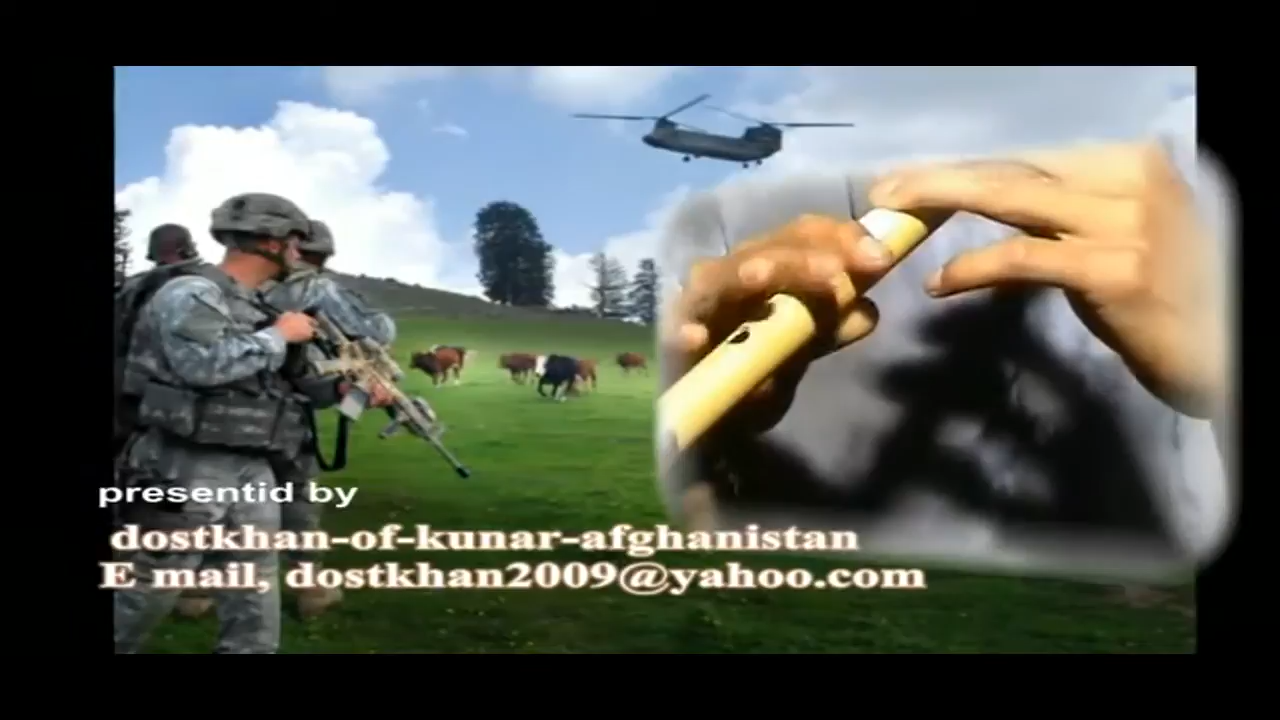 presentid by
dostkhan-of-kunar-afghanistan
E mail, dostkhan2009@yahoo.com